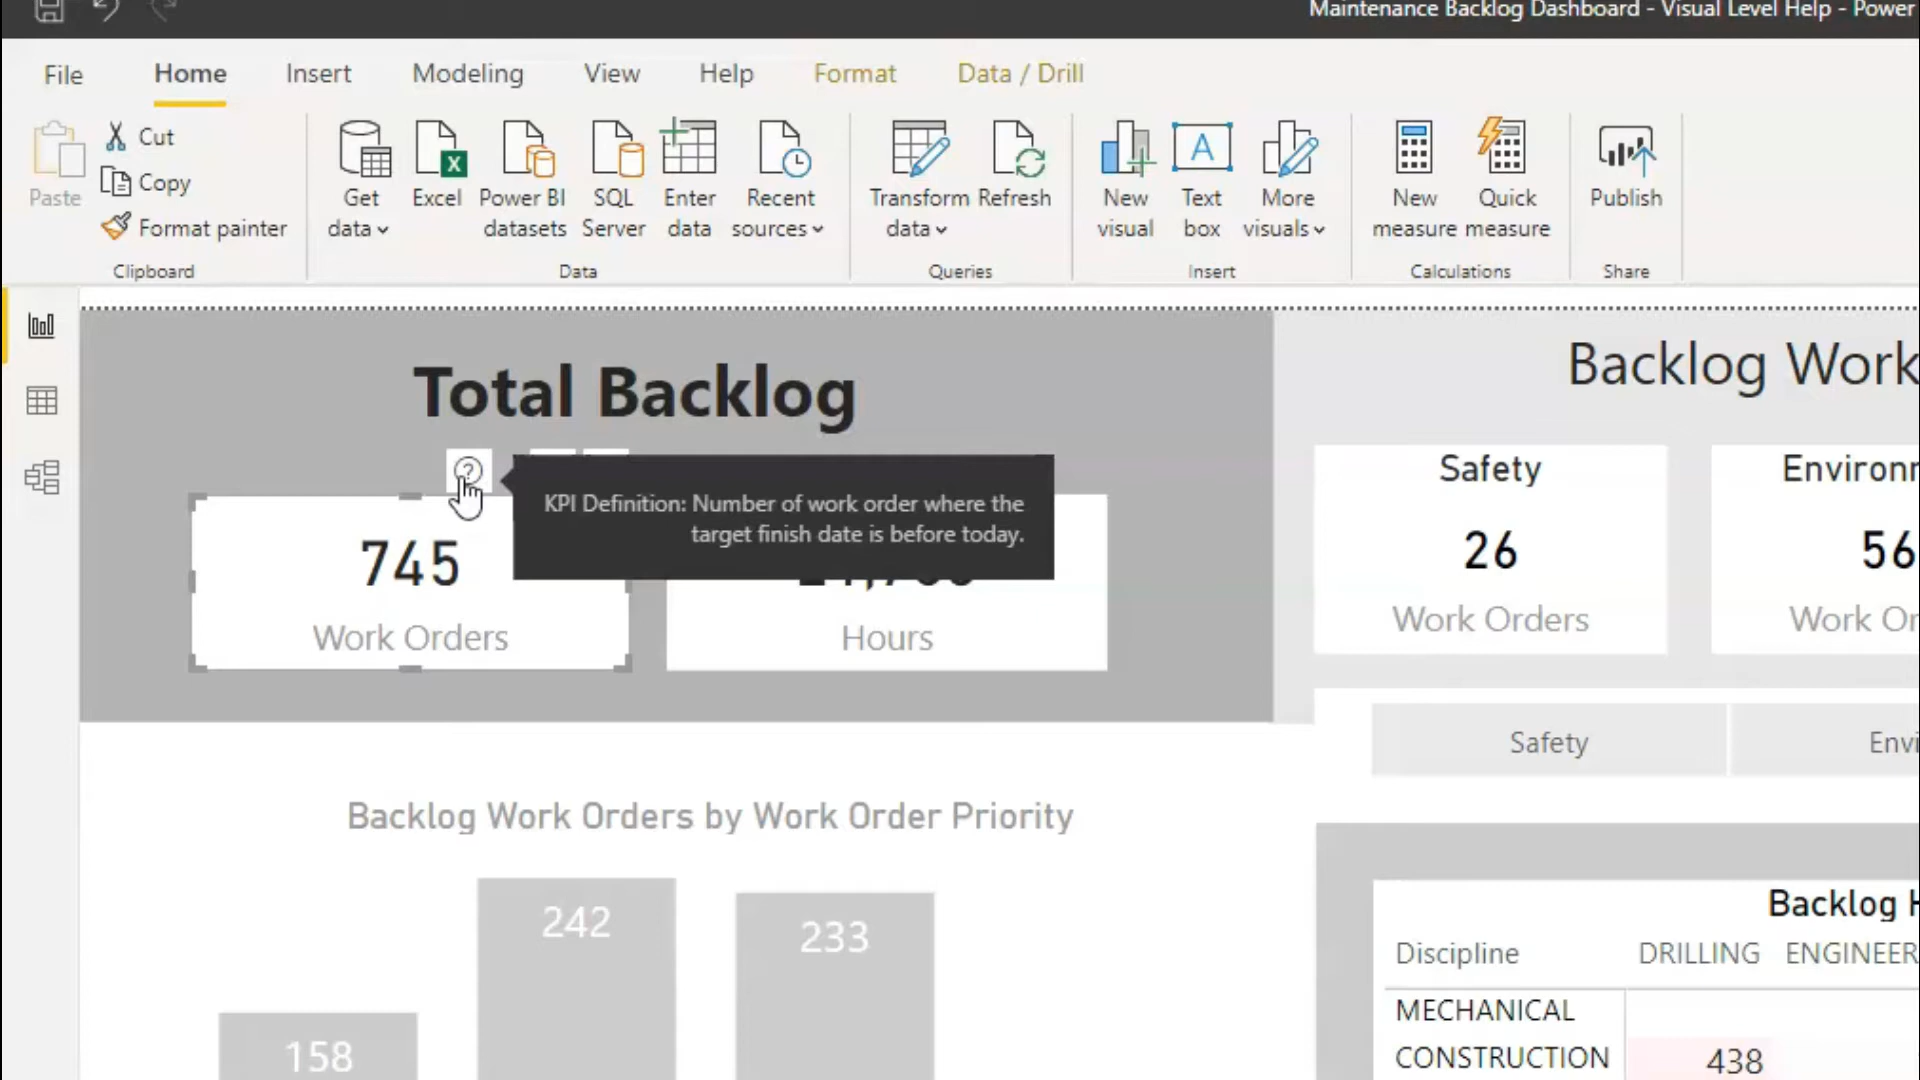 Maintenance Backlog Dashboard - Visual Level Help - Power
File Home Insert Modeling View Help Format Data / Drill
Paste
Cut
Copy
Format painter
Clipboard
Get
data
Excel
Power BI
datasets
SQL
Server
Enter
data
Recent
sources
Data
Transform
data
Refresh
Queries
New
visual
Text
box
More
visuals
Insert
New
measure
Quick
measure
Calculations
Publish
Share
Total Backlog
?
KPI Definition: Number of work order where the
target finish date is before today.
745
Work Orders
Hours
Backlog Work
Safety
26
Work Orders
Environ
56
Work Or
Safety
Envi
Backlog Work Orders by Work Order Priority
158
242
233
Backlog H
Discipline DRILLING ENGINEER
MECHANICAL
CONSTRUCTION 438